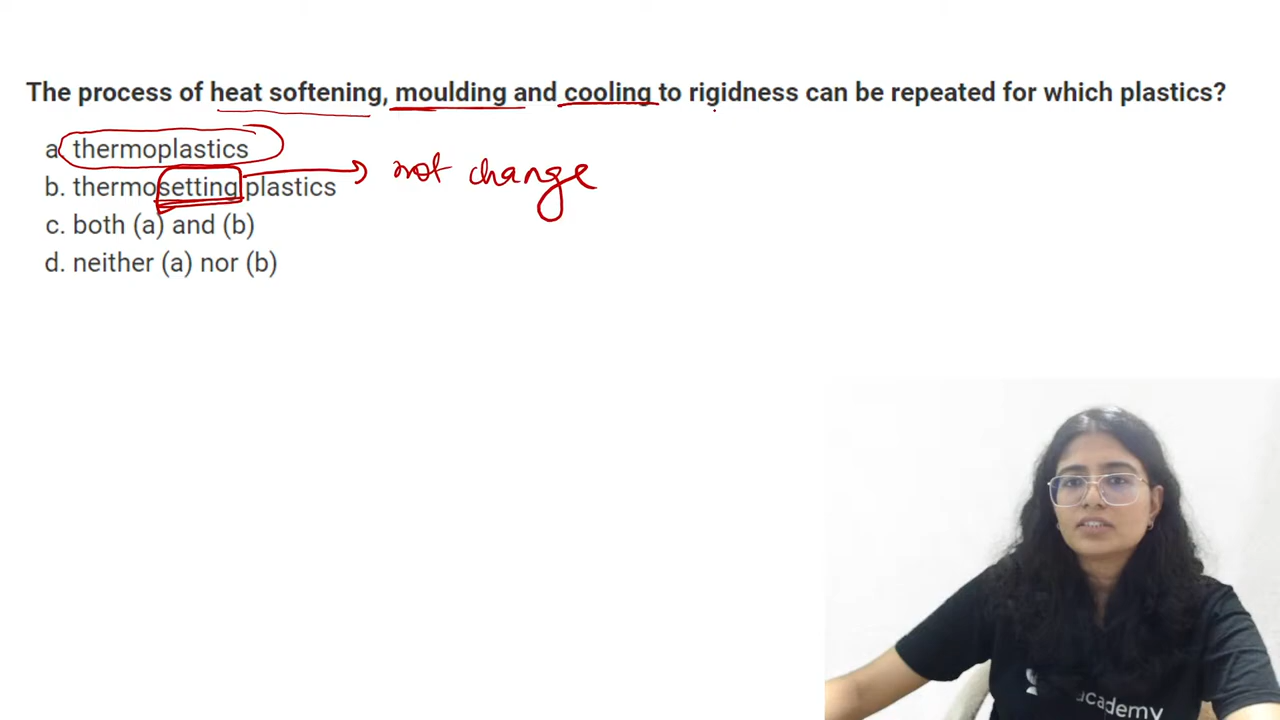 The process of heat softening, moulding and cooling to rigidness can be repeated for which plastics?
a thermoplastics
b. thermosetting plastics
not change
c. both (a) and (b)
d. neither (a) nor (b)
academy